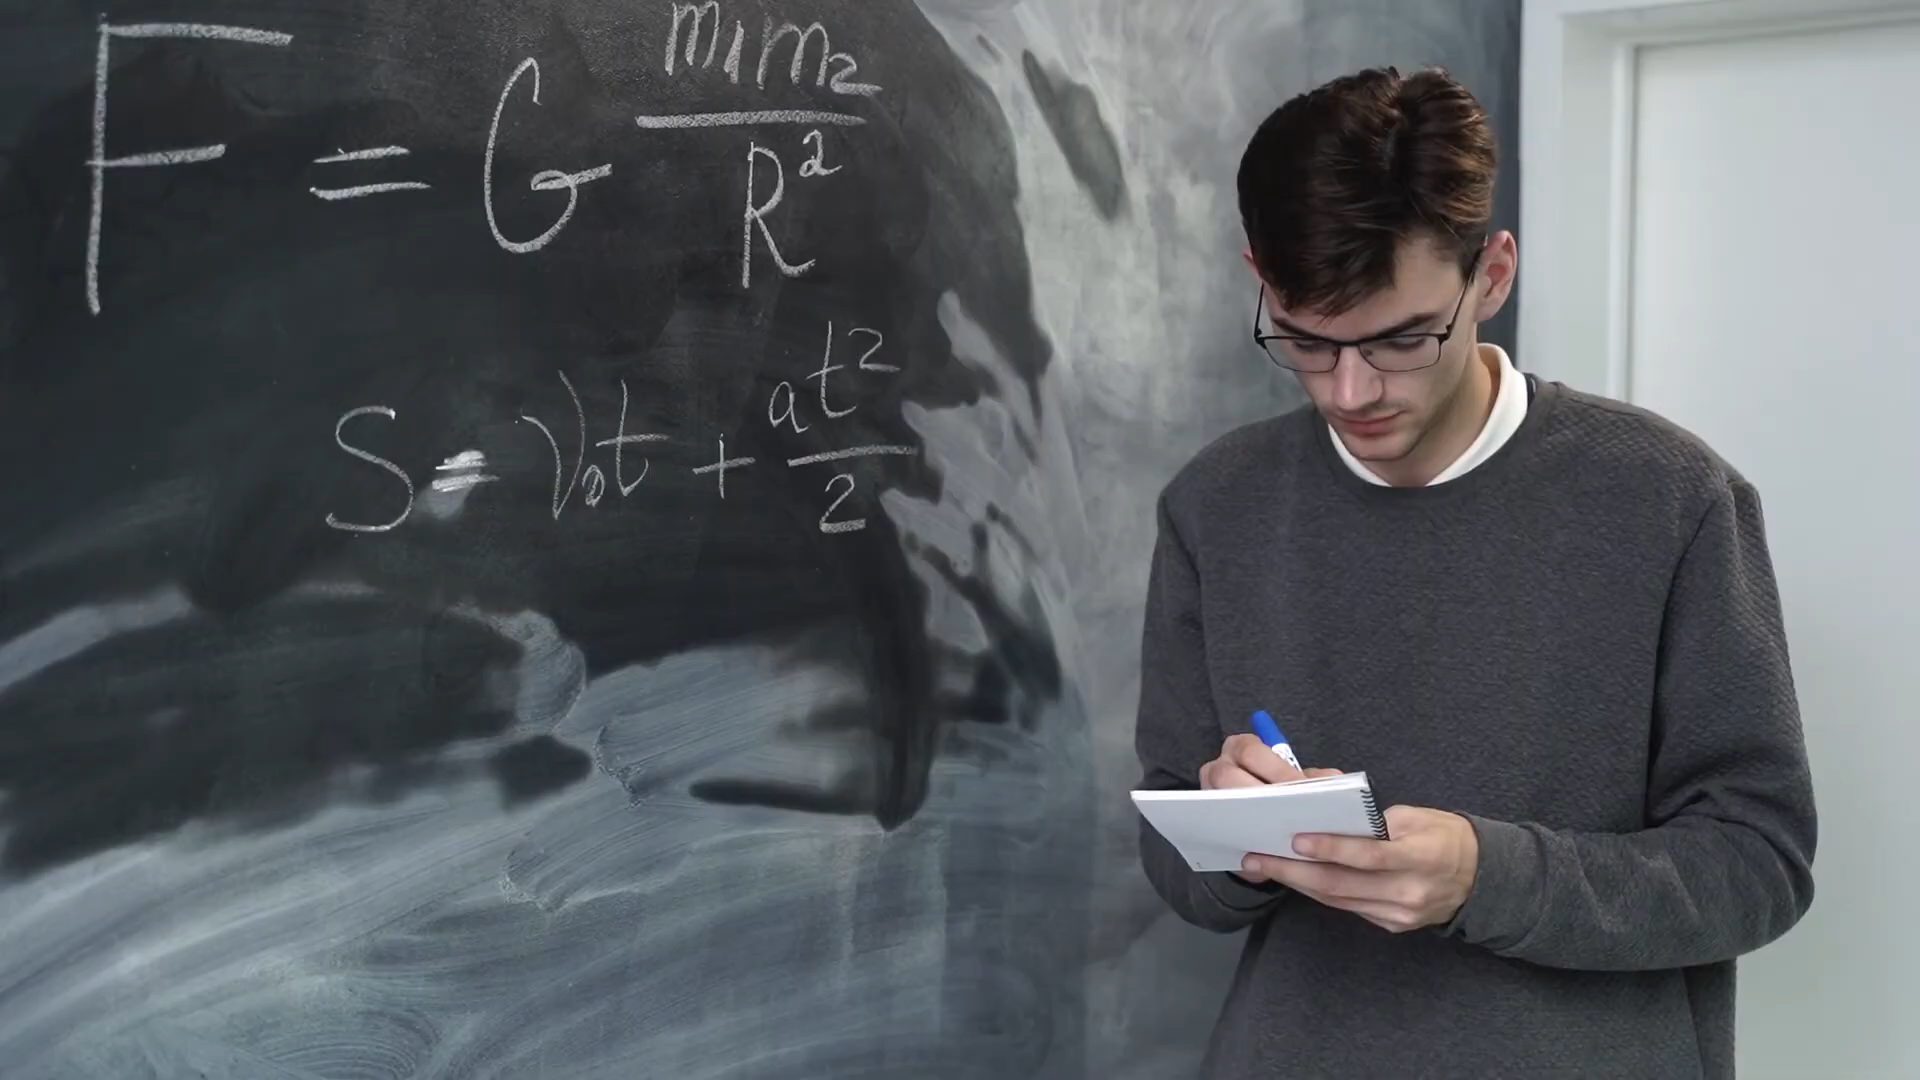 F = G m₁m₂/R²
S = V₀t + at²/2